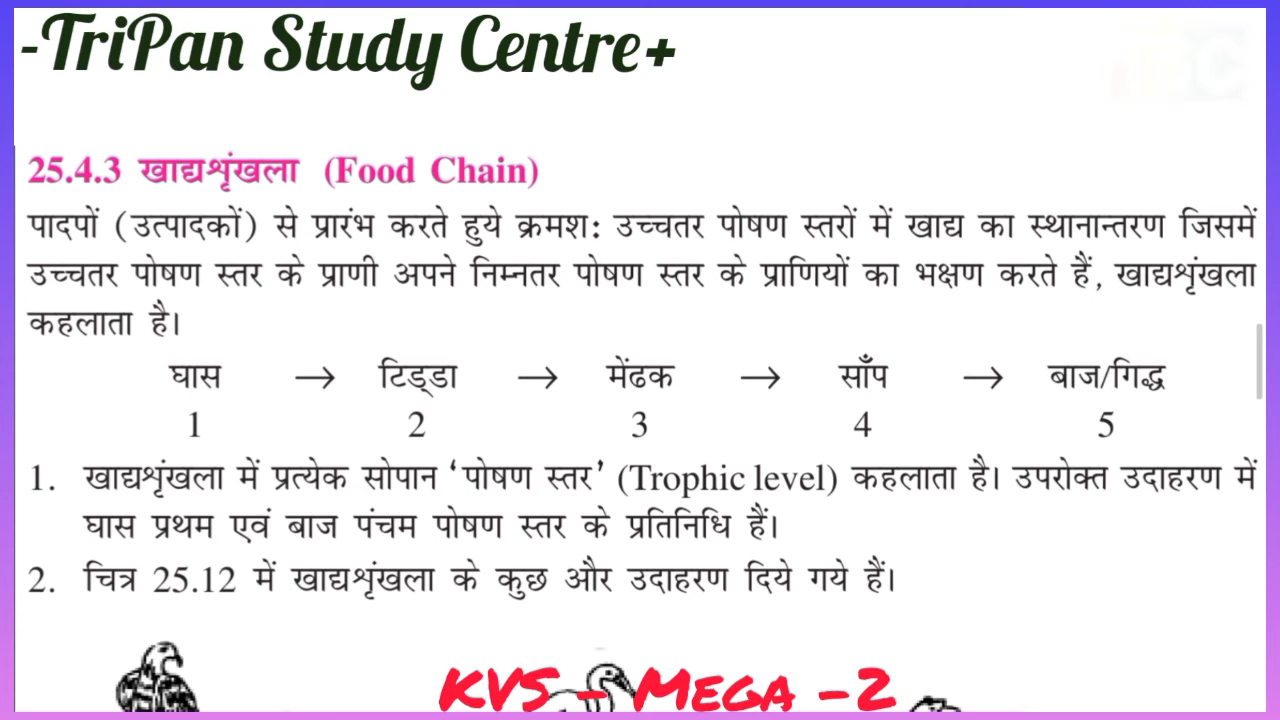 -TriPan Study Centre+
25.4.3 खाद्यशृंखला (Food Chain)
पादपों (उत्पादकों) से प्रारंभ करते हुये क्रमश: उच्चतर पोषण स्तरों में खाद्य का स्थानान्तरण जिसमें
उच्चतर पोषण स्तर के प्राणी अपने निम्नतर पोषण स्तर के प्राणियों का भक्षण करते हैं, खाद्यशृंखला
कहलाता है।
घास → टिड्डा → मेंढक → साँप → बाज/गिद्ध
1 2 3 4 5
1. खाद्यशृंखला में प्रत्येक सोपान ‘पोषण स्तर’ (Trophic level) कहलाता है। उपरोक्त उदाहरण में
घास प्रथम एवं बाज पंचम पोषण स्तर के प्रतिनिधि हैं।
2. चित्र 25.12 में खाद्यशृंखला के कुछ और उदाहरण दिये गये हैं।
KVS - MEGA -2